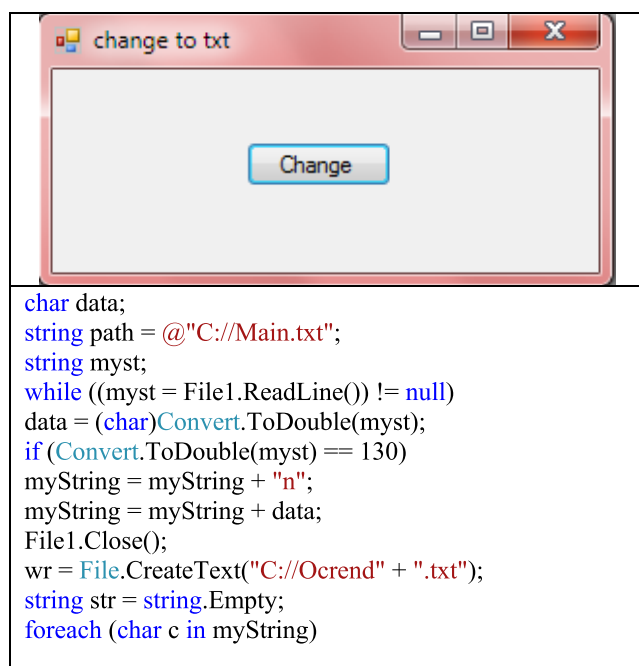 change to txt
Change
char data;
string path = @"C://Main.txt";
string myst;
while ((myst = File1.ReadLine()) != null)
data = (char)Convert.ToDouble(myst);
if (Convert.ToDouble(myst) == 130)
myString = myString + "n";
myString = myString + data;
File1.Close();
wr = File.CreateText("C://Ocrend" + ".txt");
string str = string.Empty;
foreach (char c in myString)